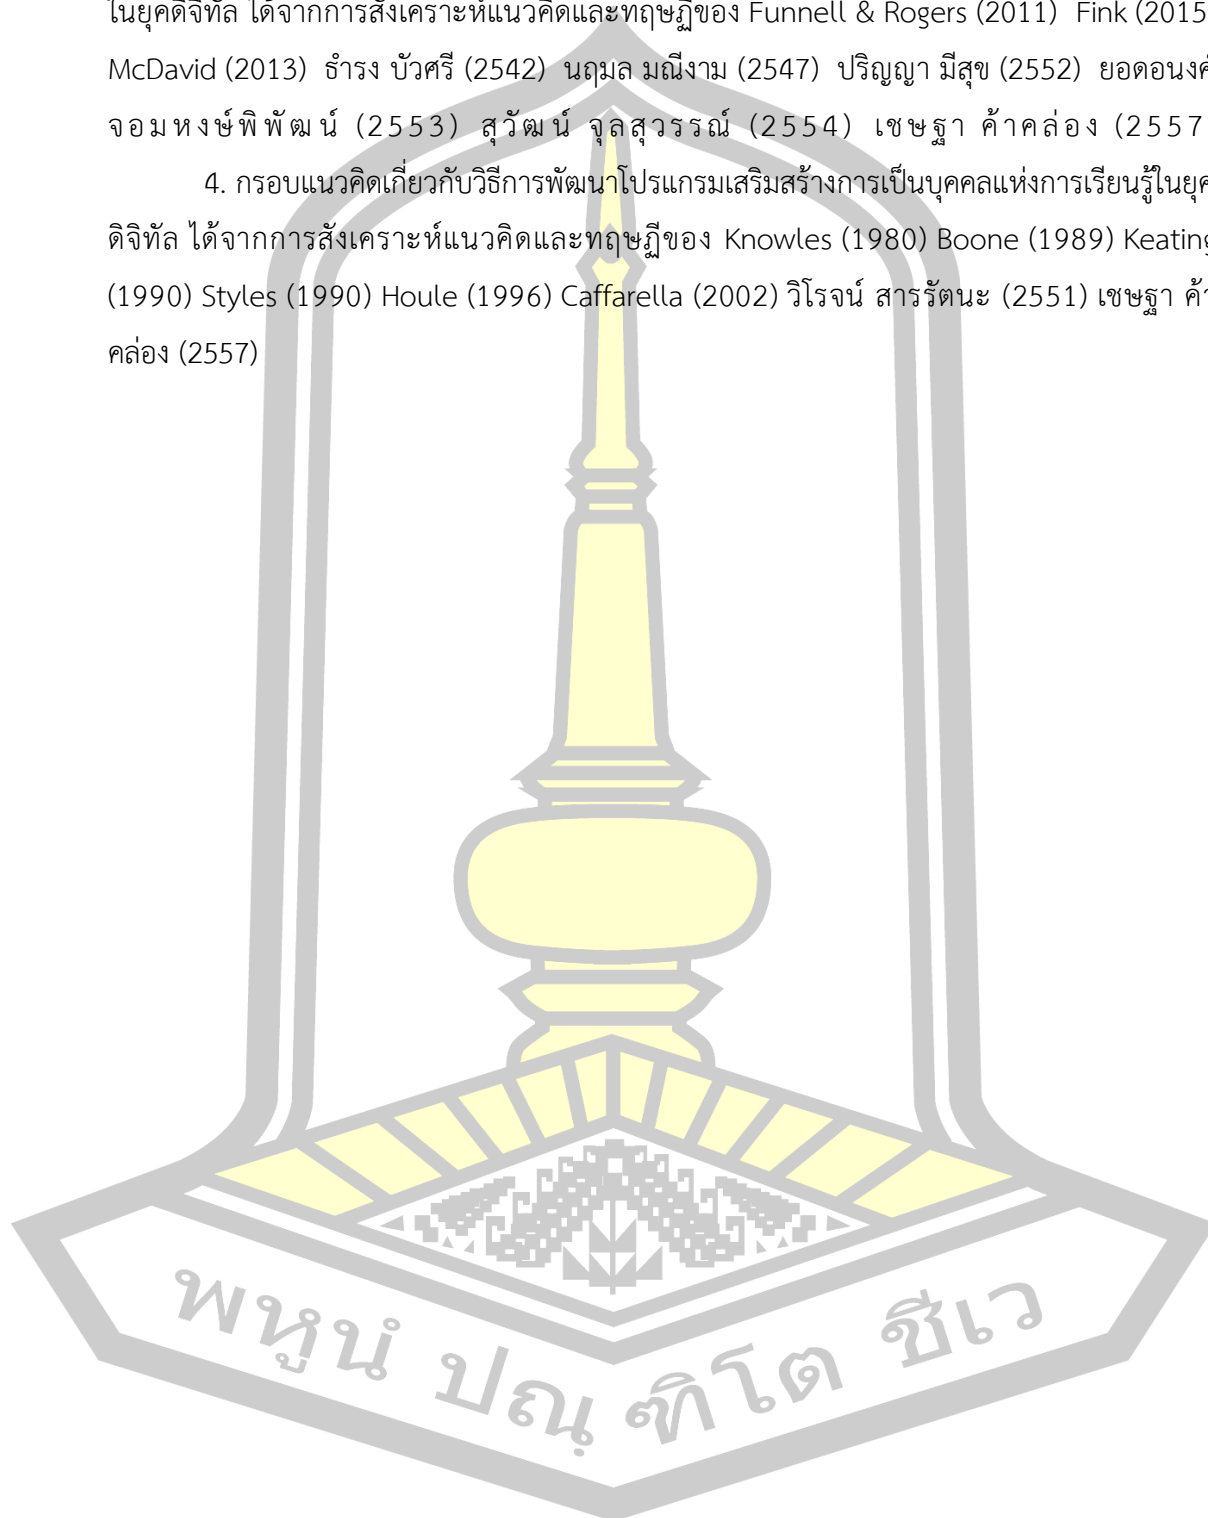 ในยุคดิจิทัล ได้จากการสังเคราะห์แนวคิดและทฤษฎีของ Funnell & Rogers (2011) Fink (2015
McDavid (2013) ธำรง บัวศรี (2542) นฤมล มณีงาม (2547) ปริญญา มีสุข (2552) ยอดอนงค์
จอมหงษ์พิพัฒน์ (2553) สุวัฒน์ จุลสุวรรณ์ (2554) เชษฐา ค้าคล่อง (2557
4. กรอบแนวคิดเกี่ยวกับวิธีการพัฒนาโปรแกรมเสริมสร้างการเป็นบุคคลแห่งการเรียนรู้ในยุค
ดิจิทัล ได้จากการสังเคราะห์แนวคิดและทฤษฎีของ Knowles (1980) Boone (1989) Keating
(1990) Styles (1990) Houle (1996) Caffarella (2002) วิโรจน์ สารรัตนะ (2551) เชษฐา ค้า
คล่อง (2557)
พหูนํ ปณฺฑิโต ชีเว